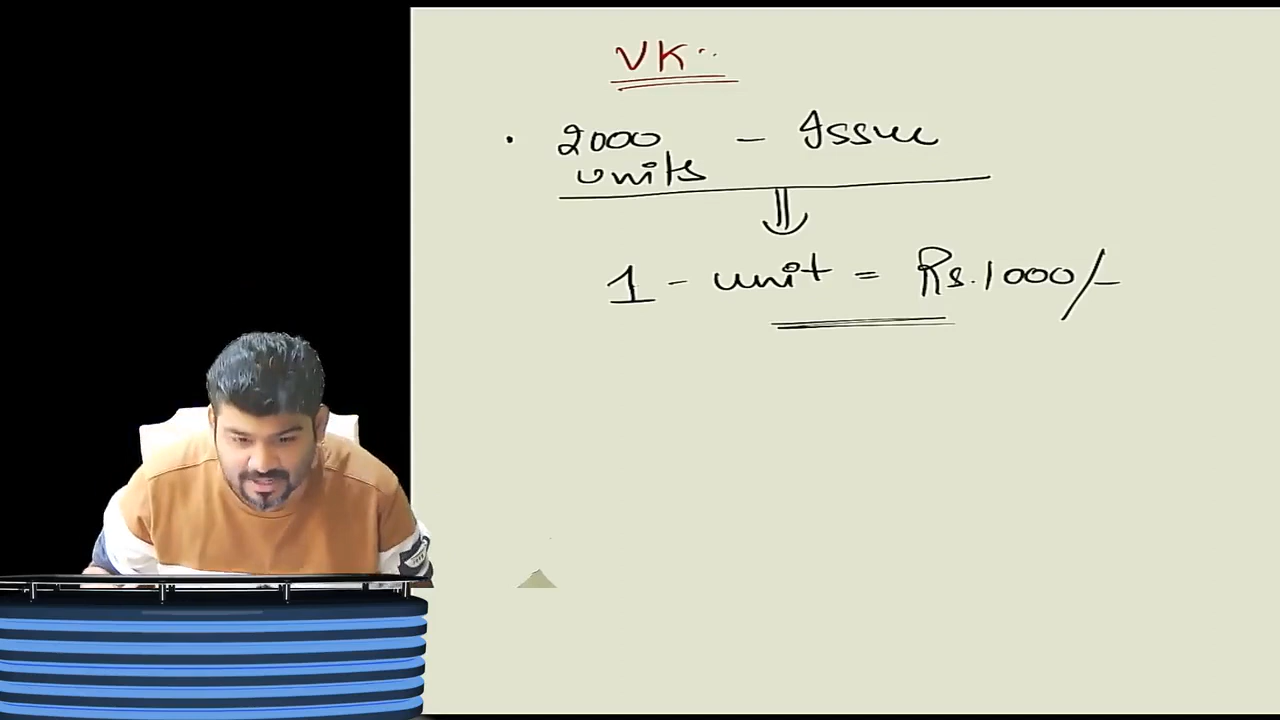 VK..
• 2000 — Issue
units
1 - unit = Rs.1000/-